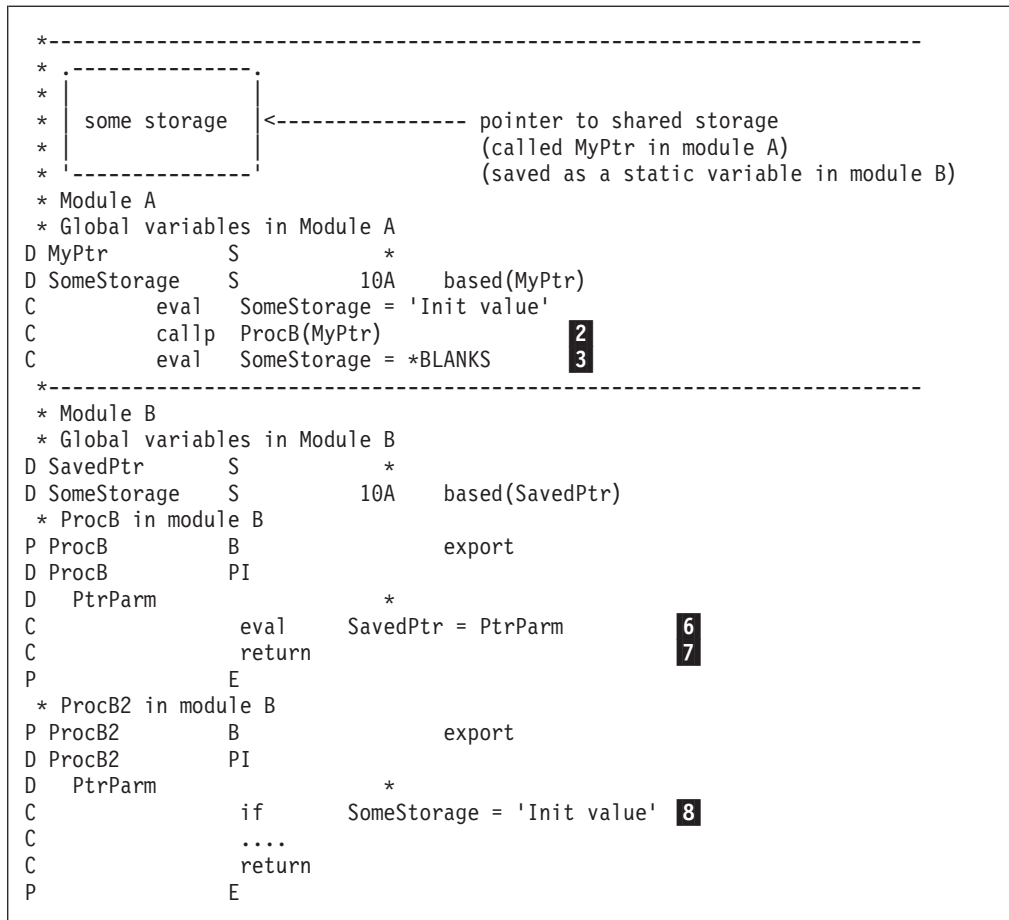 *-------------------------------------------------------------------------
* .---------------.
* |               |
* | some storage  |<---------------- pointer to shared storage
* |               |                  (called MyPtr in module A)
* '---------------'                  (saved as a static variable in module B)
* Module A
* Global variables in Module A
D MyPtr          S            *
D SomeStorage    S          10A    based(MyPtr)
C          eval   SomeStorage = 'Init value'
C          callp  ProcB(MyPtr)                2
C          eval   SomeStorage = *BLANKS       3
*-------------------------------------------------------------------------
* Module B
* Global variables in Module B
D SavedPtr       S            *
D SomeStorage    S          10A    based(SavedPtr)
* ProcB in module B
P ProcB          B                 export
D ProcB          PI
D   PtrParm                   *
C                 eval     SavedPtr = PtrParm          6
C                 return                               7
P                E
* ProcB2 in module B
P ProcB2         B                 export
D ProcB2         PI
D   PtrParm                   *
C                 if       SomeStorage = 'Init value'  8
C                 ....
C                 return
P                E